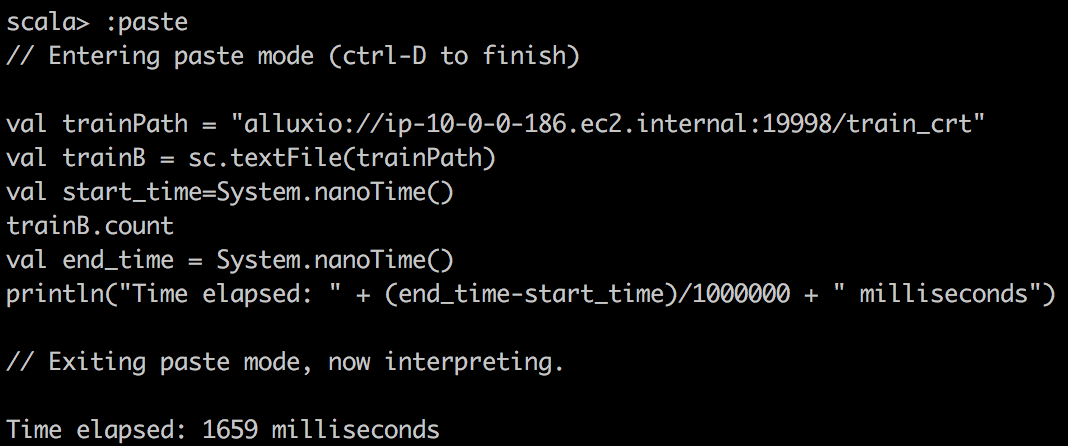 scala> :paste
// Entering paste mode (ctrl-D to finish)
val trainPath = "alluxio://ip-10-0-0-186.ec2.internal:19998/train_crt"
val trainB = sc.textFile(trainPath)
val start_time=System.nanoTime()
trainB.count
val end_time = System.nanoTime()
println("Time elapsed: " + (end_time-start_time)/1000000 + " milliseconds")
// Exiting paste mode, now interpreting.
Time elapsed: 1659 milliseconds